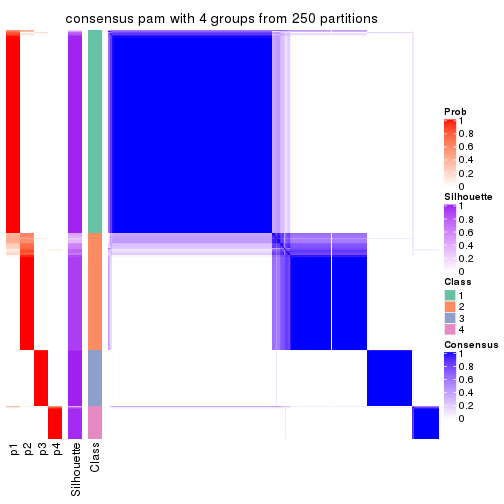 consensus pam with 4 groups from 250 partitions
Prob
1
0.8
0.6
0.4
0.2
0
Silhouette
1
0.8
0.6
0.4
0.2
0
Class
1
2
3
4
Consensus
1
0.8
0.6
0.4
0.2
0
p1
p2
p3
p4
Silhouette
Class